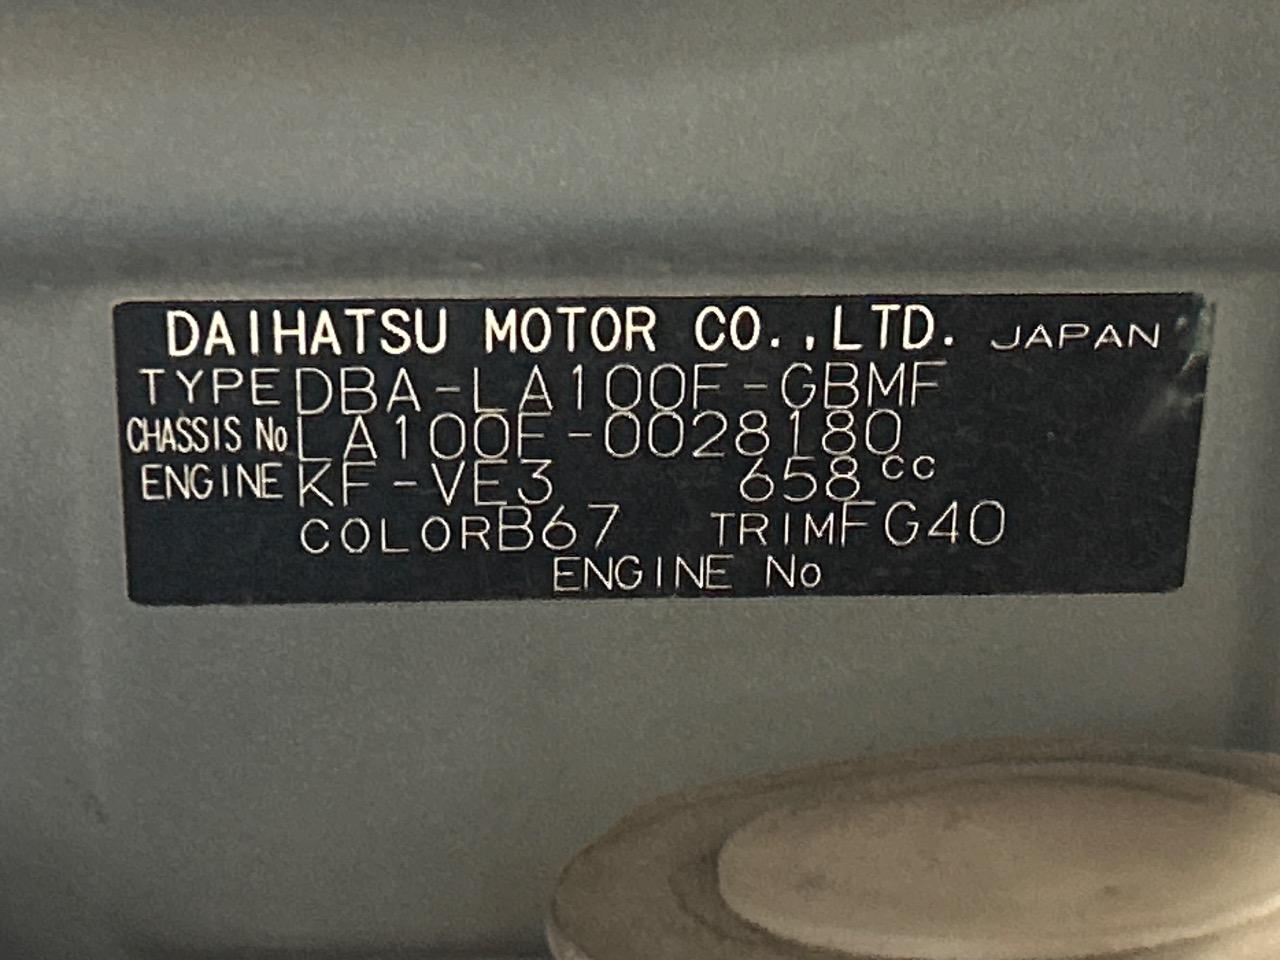 DAIHATSU MOTOR CO.,LTD. JAPAN
TYPE DBA-LA100F-GBMF
CHASSIS No LA100F-0028180
ENGINE KF-VE3 658cc
COLOR B67 TRIM FG40
ENGINE No